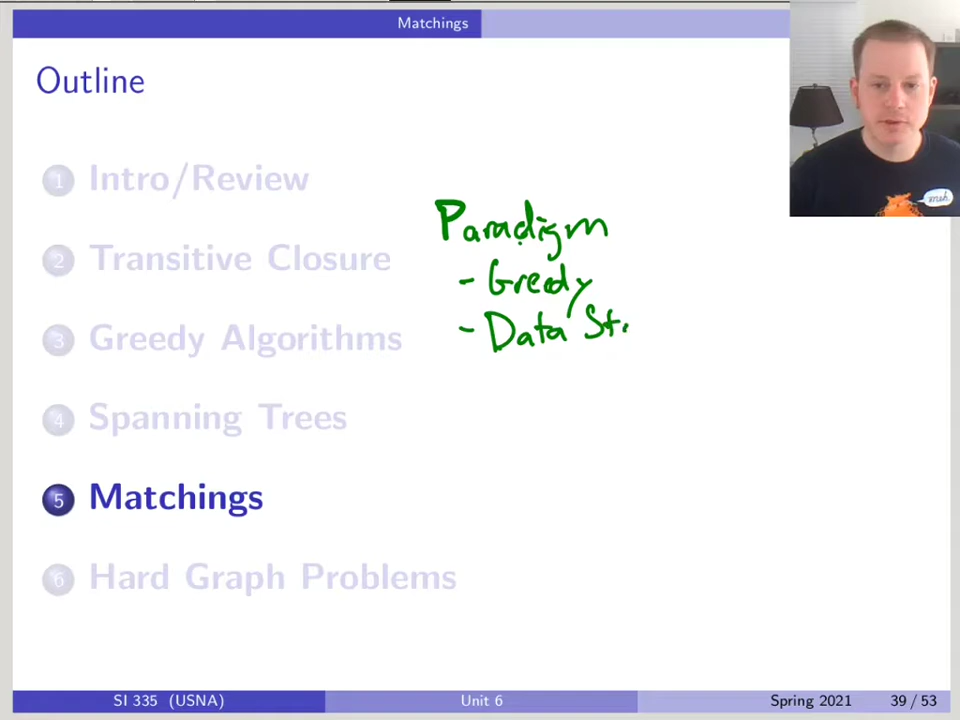 Matchings
Outline
1 Intro/Review
2 Transitive Closure
3 Greedy Algorithms
4 Spanning Trees
5 Matchings
6 Hard Graph Problems
Paradigm
- Greedy
- Data St.
meh
SI 335 (USNA) Unit 6 Spring 2021 39 / 53